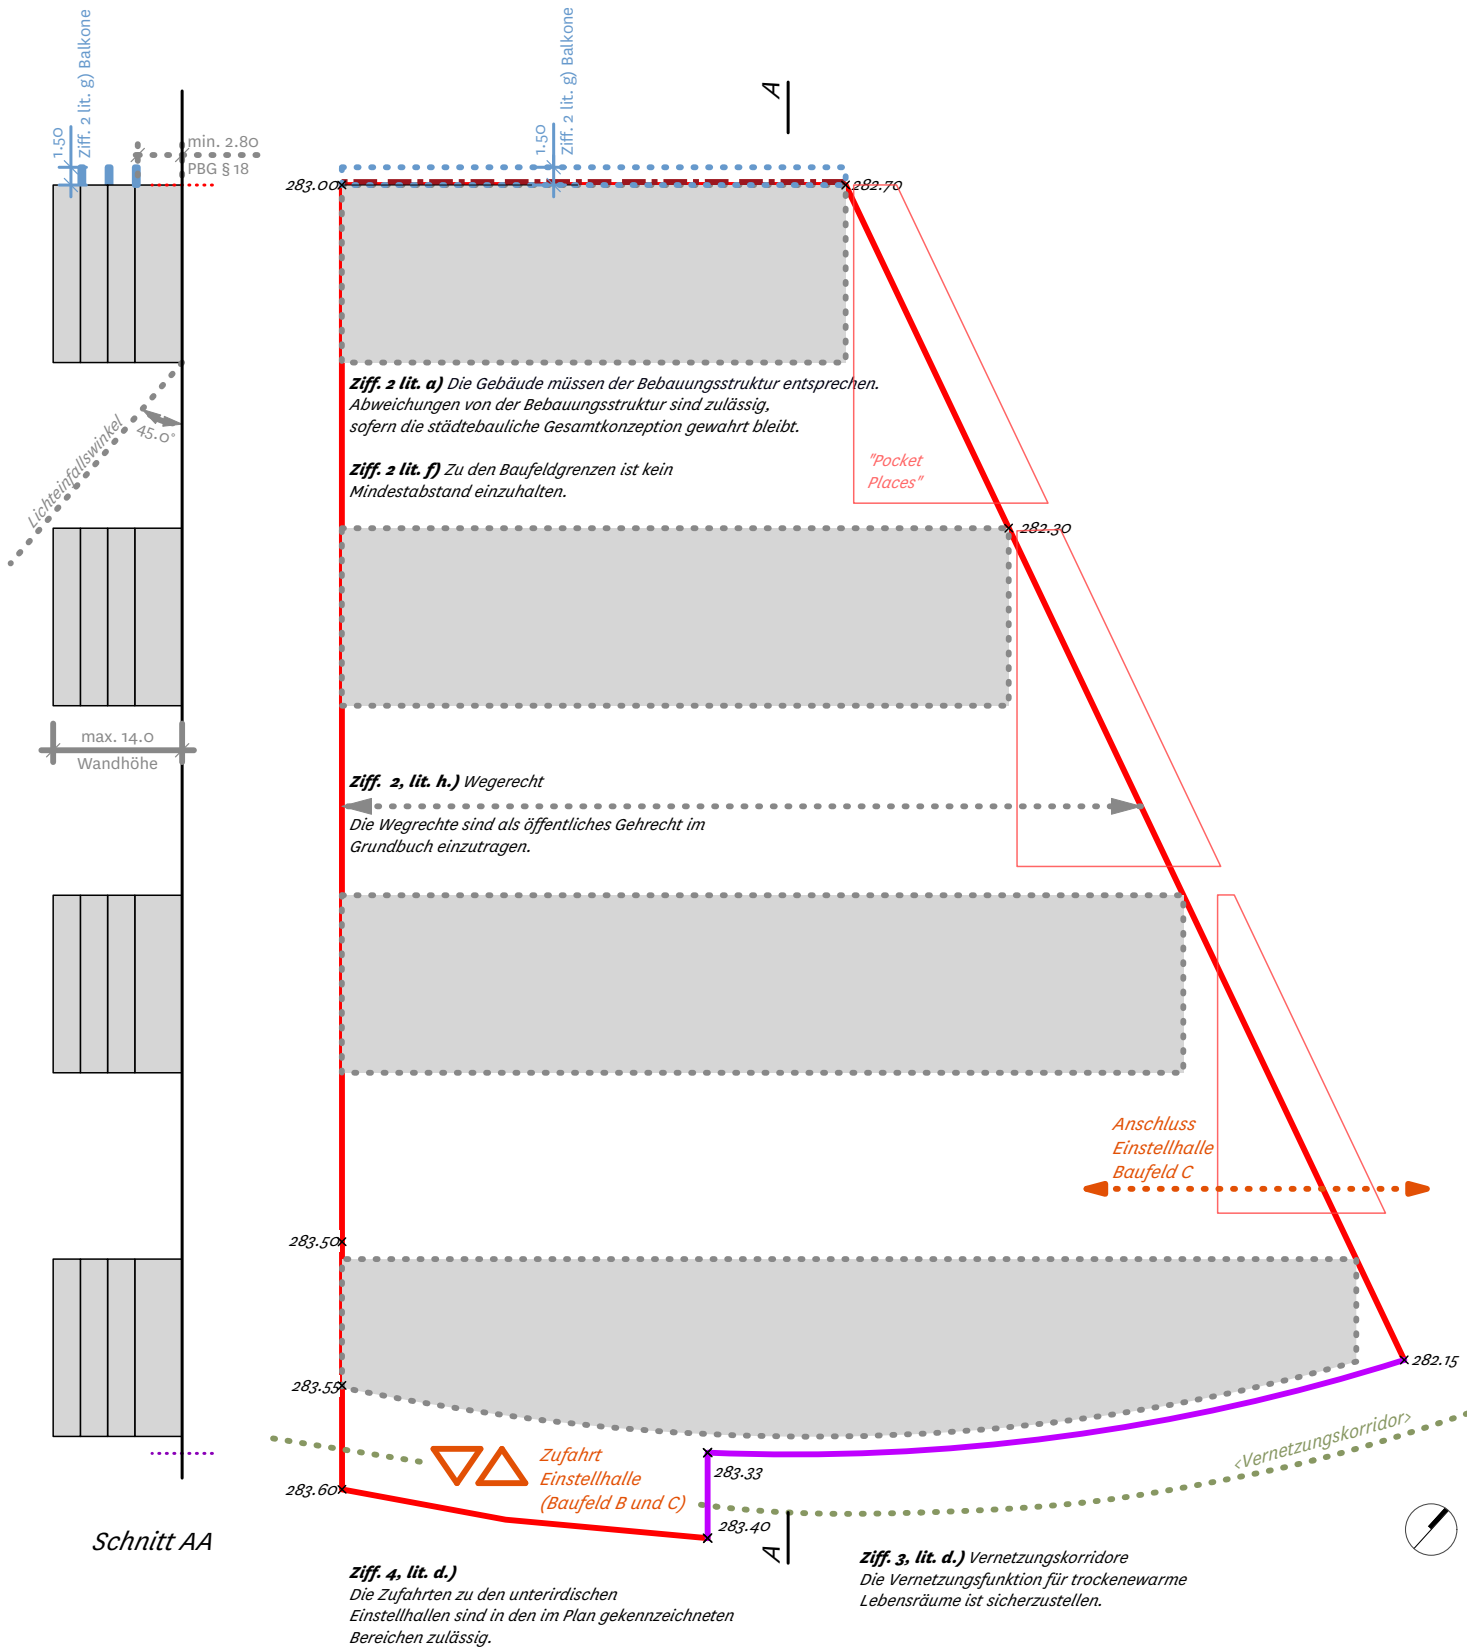 1.50
Ziff. 2 lit. g) Balkone
1.50
Ziff. 2 lit. g) Balkone
A
min. 2.80
PBG § 18
283.00
282.70
Ziff. 2 lit. a) Die Gebäude müssen der Bebauungsstruktur entsprechen.
Abweichungen von der Bebauungsstruktur sind zulässig,
sofern die städtebauliche Gesamtkonzeption gewahrt bleibt.
45.0°
Lichteinfallswinkel
Ziff. 2 lit. f) Zu den Baufeldgrenzen ist kein
Mindestabstand einzuhalten.
"Pocket
Places"
282.30
max. 14.0
Wandhöhe
Ziff. 2, lit. h.) Wegerecht
Die Wegrechte sind als öffentliches Gehrecht im
Grundbuch einzutragen.
Anschluss
Einstellhalle
Baufeld C
283.50
283.55
282.15
<Vernetzungskorridor>
Zufahrt
Einstellhalle
(Baufeld B und C)
283.33
283.60
283.40
A
Schnitt AA
Ziff. 4, lit. d.)
Die Zufahrten zu den unterirdischen
Einstellhallen sind in den im Plan gekennzeichneten
Bereichen zulässig.
Ziff. 3, lit. d.) Vernetzungskorridore
Die Vernetzungsfunktion für trockenewarme
Lebensräume ist sicherzustellen.